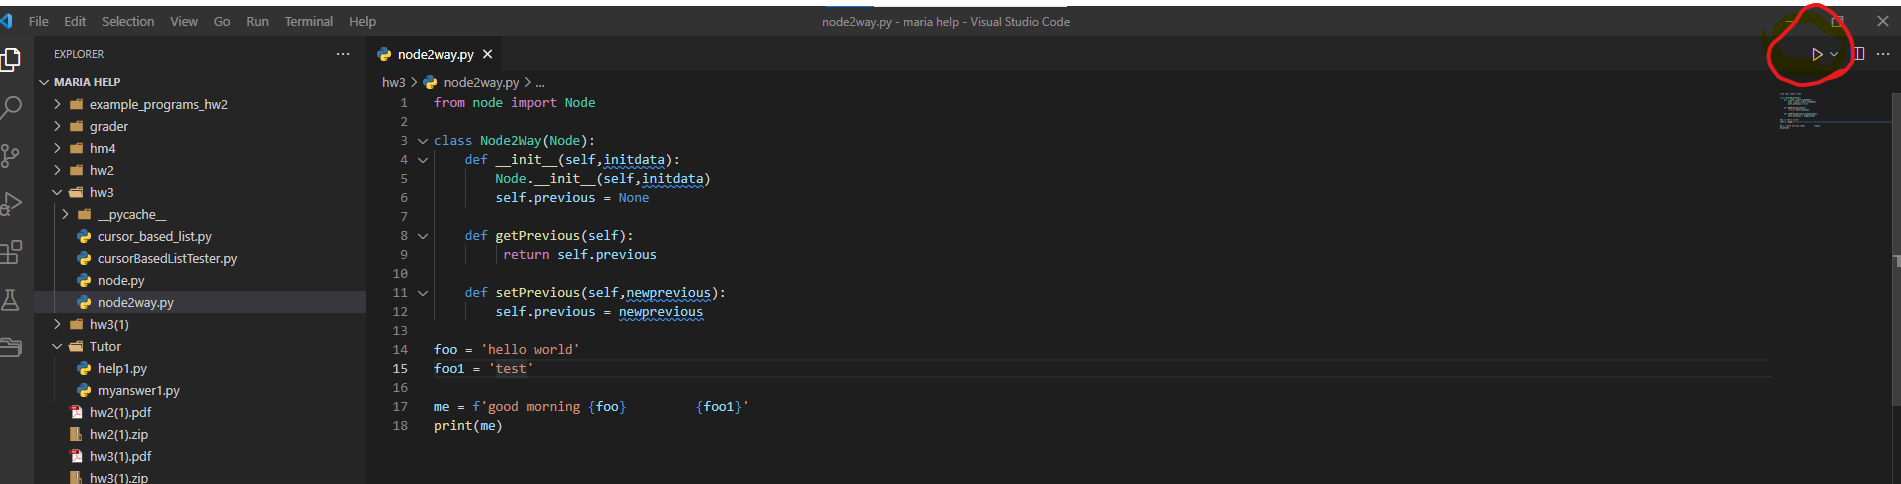 File Edit Selection View Go Run Terminal Help
node2way.py - maria help - Visual Studio Code
EXPLORER
MARIA HELP
example_programs_hw2
grader
hm4
hw2
hw3
__pycache__
cursor_based_list.py
cursorBasedListTester.py
node.py
node2way.py
hw3(1)
Tutor
help1.py
myanswer1.py
hw2(1).pdf
hw2(1).zip
hw3(1).pdf
hw3(1).zip
node2way.py
hw3 > node2way.py > ...
1 from node import Node
2
3 class Node2Way(Node):
4 def __init__(self,initdata):
5 Node.__init__(self,initdata)
6 self.previous = None
7
8 def getPrevious(self):
9 return self.previous
10
11 def setPrevious(self,newprevious):
12 self.previous = newprevious
13
14 foo = 'hello world'
15 foo1 = 'test'
16
17 me = f'good morning {foo}         {foo1}'
18 print(me)